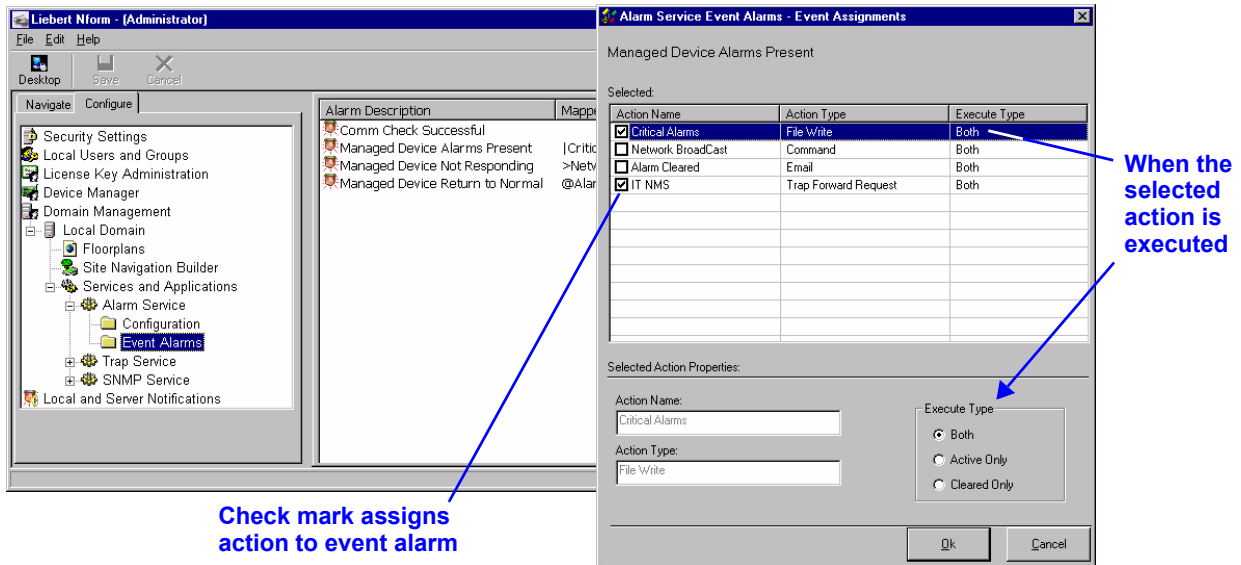 Liebert Nform - (Administrator)
File Edit Help
Desktop Save Cancel
Navigate Configure
Security Settings
Local Users and Groups
License Key Administration
Device Manager
Domain Management
Local Domain
Floorplans
Site Navigation Builder
Services and Applications
Alarm Service
Configuration
Event Alarms
Trap Service
SNMP Service
Local and Server Notifications
Alarm Description Mappe
Comm Check Successful
Managed Device Alarms Present |Critic
Managed Device Not Responding >Netw
Managed Device Return to Normal @Alar
Alarm Service Event Alarms - Event Assignments
Managed Device Alarms Present
Selected:
Action Name Action Type Execute Type
Critical Alarms File Write Both
Network BroadCast Command Both
Alarm Cleared Email Both
IT NMS Trap Forward Request Both
Selected Action Properties:
Action Name:
Critical Alarms
Action Type:
File Write
Execute Type
Both
Active Only
Cleared Only
Ok Cancel
When the
selected
action is
executed
Check mark assigns
action to event alarm